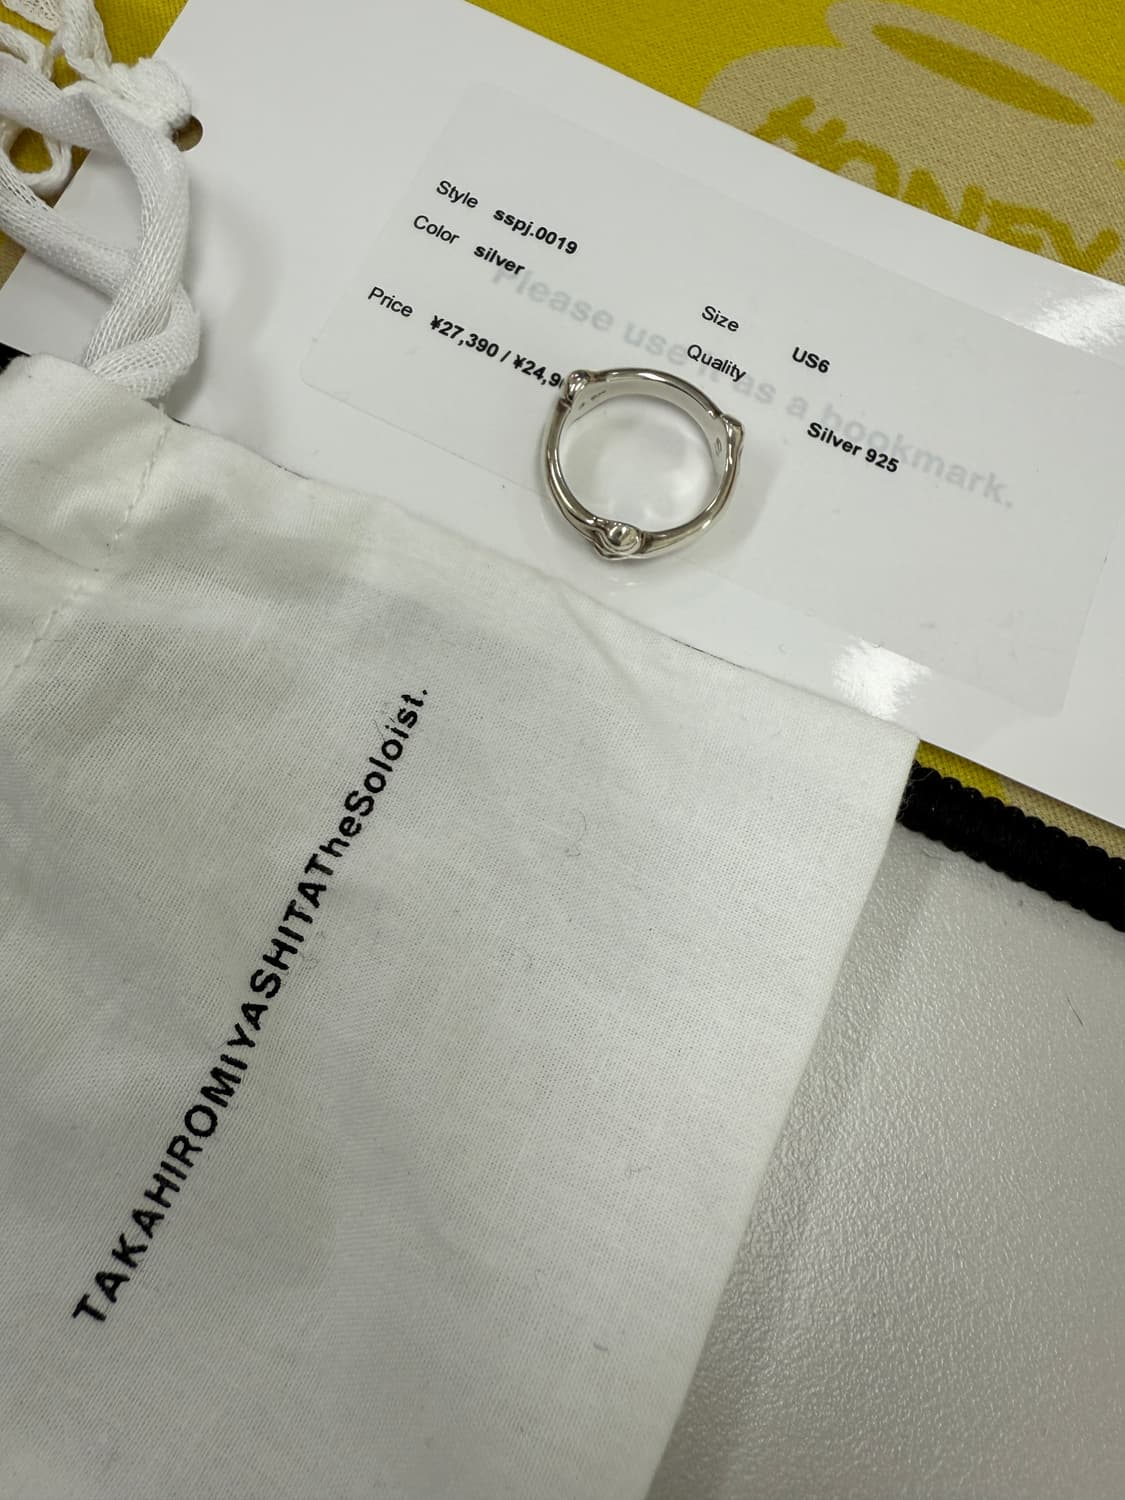 HONEY
Style sspj.0019
Color silver
Price ¥27,390 / ¥24,9
Size US6
Quality Silver 925
Please use it as a bookmark.
TAKAHIROMIYASHITATheSoloist.